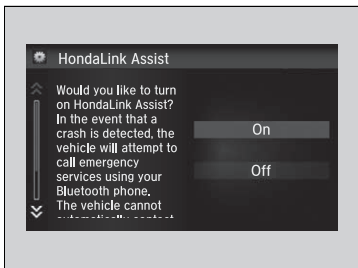 HondaLink Assist
Would you like to turn
on HondaLink Assist?
In the event that a
crash is detected, the
vehicle will attempt to
call emergency
services using your
Bluetooth phone.
The vehicle cannot
On
Off